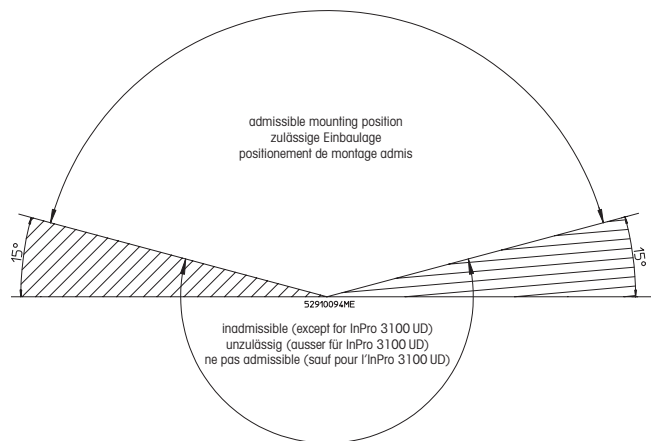 admissible mounting position
zulässige Einbaulage
positionement de montage admis
15°
15°
52910094ME
inadmissible (except for InPro 3100 UD)
unzulässig (ausser für InPro 3100 UD)
ne pas admissible (sauf pour l'InPro 3100 UD)